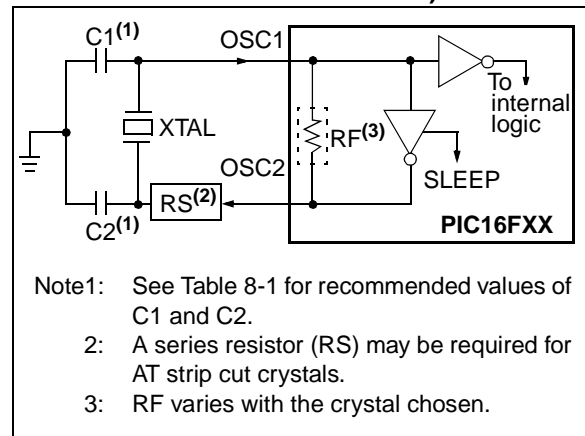 C1(1)
OSC1
To
internal
logic
XTAL
RF(3)
OSC2
SLEEP
RS(2)
C2(1)
PIC16FXX
Note1: See Table 8-1 for recommended values of
C1 and C2.
2: A series resistor (RS) may be required for
AT strip cut crystals.
3: RF varies with the crystal chosen.